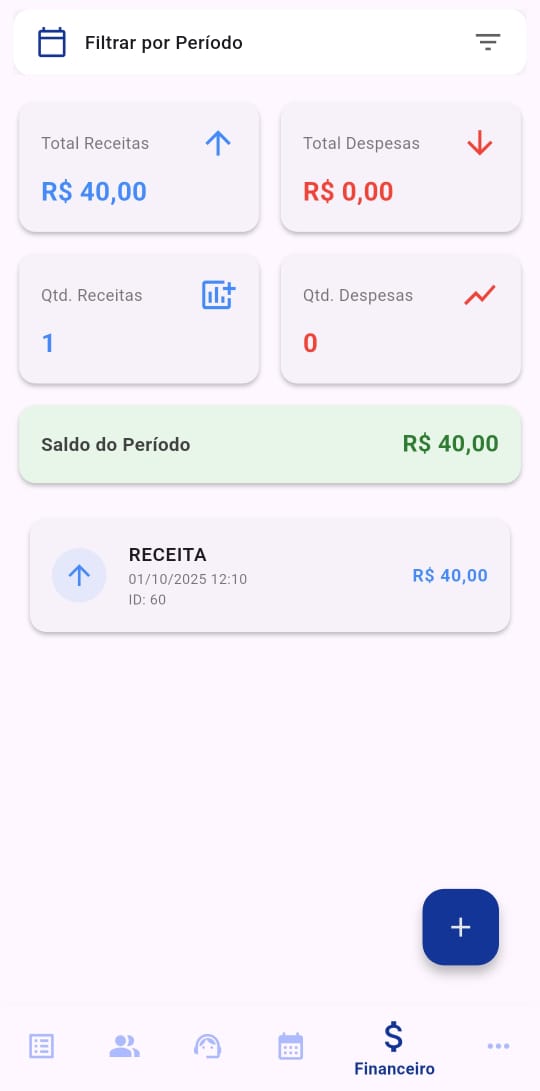 Filtrar por Período
Total Receitas
R$ 40,00
Total Despesas
R$ 0,00
Qtd. Receitas
1
Qtd. Despesas
0
Saldo do Período
R$ 40,00
RECEITA
01/10/2025 12:10
ID: 60
R$ 40,00
Financeiro